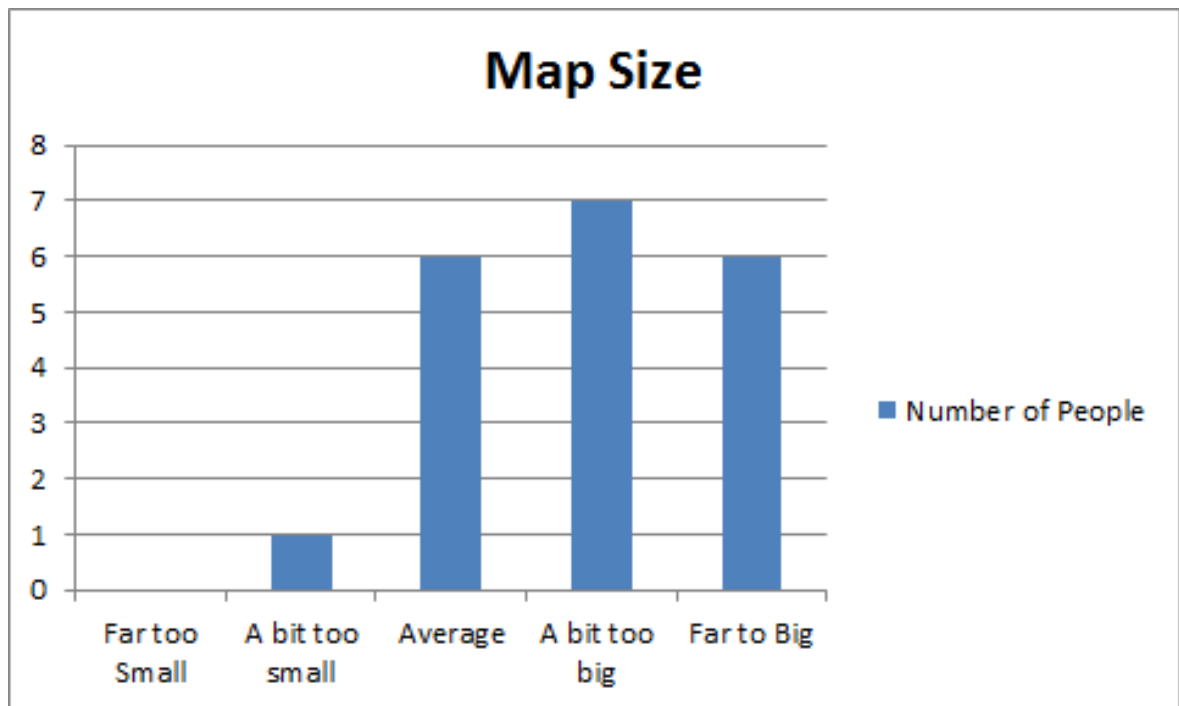 Map Size
8
7
6
5
4
3
2
1
0
Far too
Small
A bit too
small
Average
A bit too
big
Far to Big
Number of People